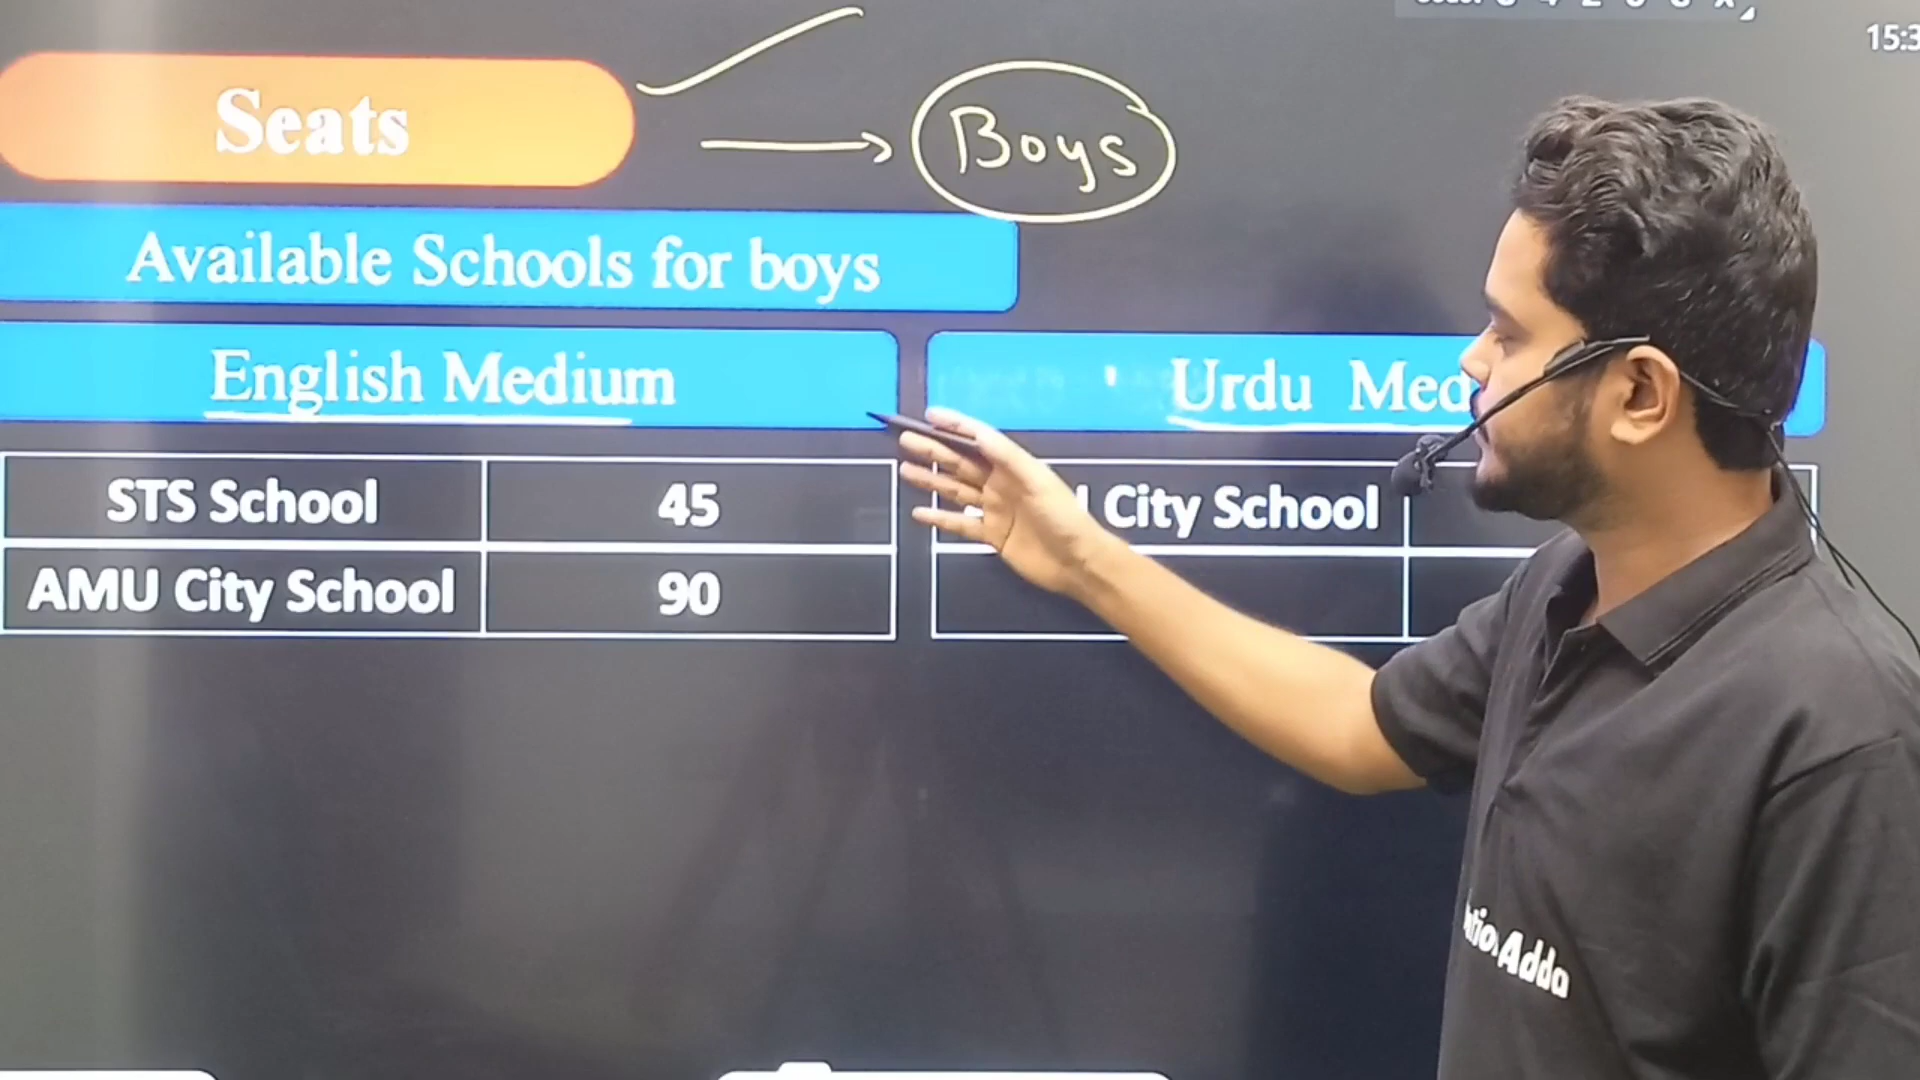 15:3
Seats
Boys
Available Schools for boys
English Medium
Urdu Med
STS School 45
City School
AMU City School 90
Adda